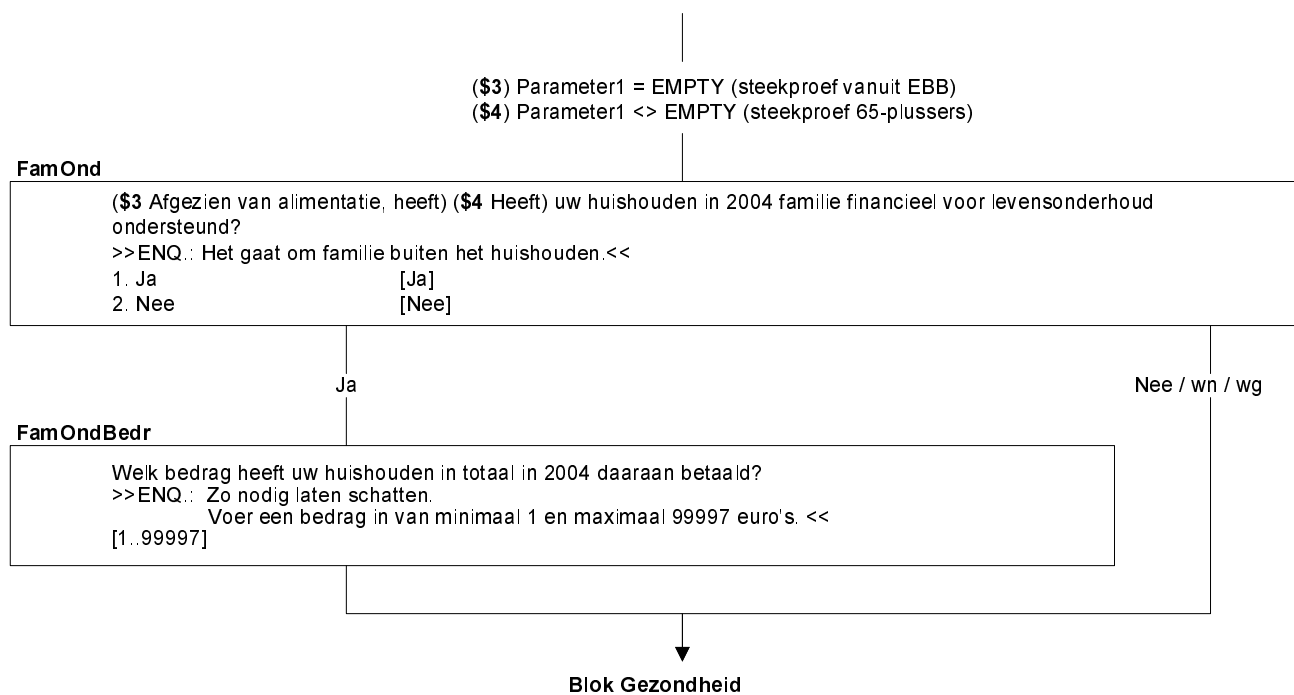 ($3) Parameter1 = EMPTY (steekproef vanuit EBB)
($4) Parameter1 <> EMPTY (steekproef 65-plussers)
FamOnd
($3 Afgezien van alimentatie, heeft) ($4 Heeft) uw huishouden in 2004 familie financieel voor levensonderhoud
ondersteund?
>>ENQ.: Het gaat om familie buiten het huishouden.<<
1. Ja [Ja]
2. Nee [Nee]
Ja
Nee / wn / wg
FamOndBedr
Welk bedrag heeft uw huishouden in totaal in 2004 daaraan betaald?
>>ENQ.: Zo nodig laten schatten.
Voer een bedrag in van minimaal 1 en maximaal 99997 euro's. <<
[1..99997]
Blok Gezondheid